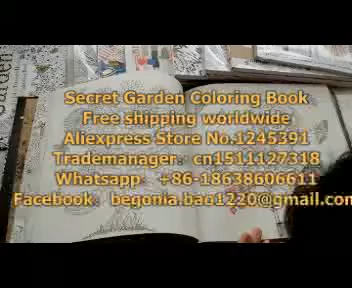 Garden
Secret Garden Coloring Book
Free shipping worldwide
Aliexpress Store No.1245391
Trademanager: cn1511127318
Whatsapp: +86-18638606611
Facebook: begonia.bao1220@gmail.com